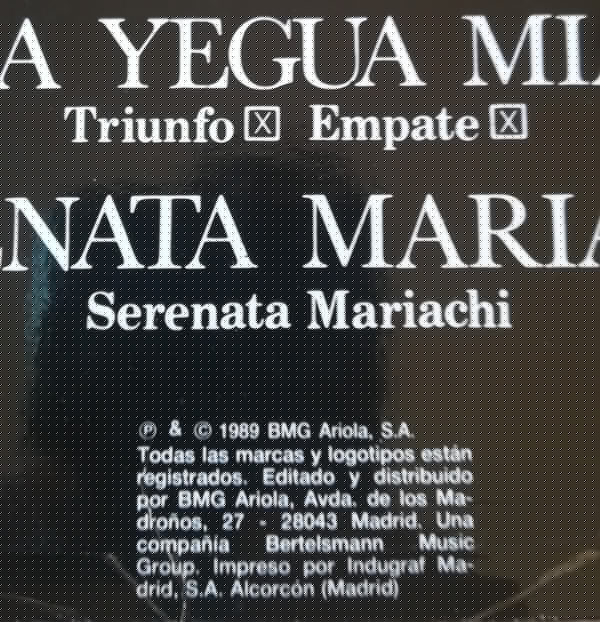 A YEGUA MI
Triunfo ☒ Empate ☒
ENATA MARIA
Serenata Mariachi
℗ & © 1989 BMG Ariola, S.A.
Todas las marcas y logotipos están
registrados. Editado y distribuido
por BMG Ariola, Avda. de los Ma-
droños, 27 - 28043 Madrid. Una
compañía Bertelsmann Music
Group. Impreso por Indugraf Ma-
drid, S.A. Alcorcón (Madrid)